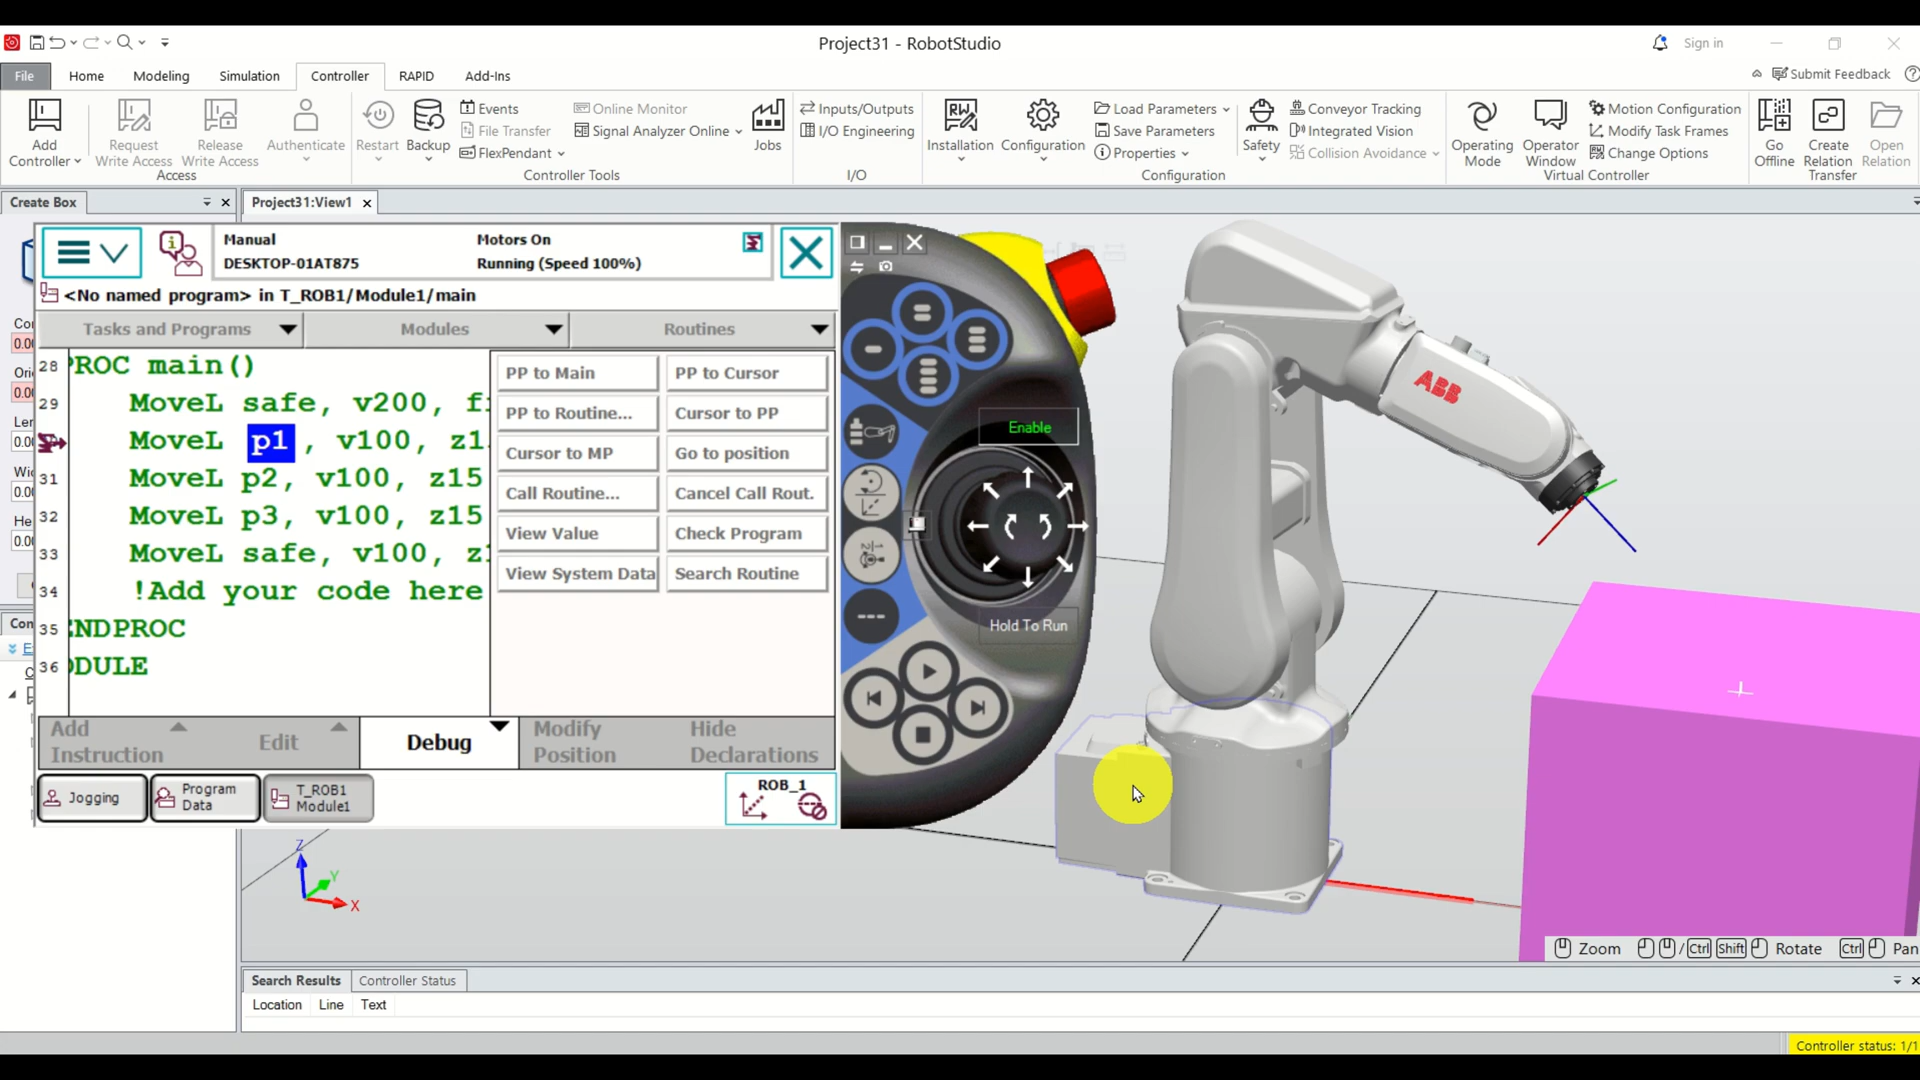 Project31 - RobotStudio
Sign in
File Home Modeling Simulation Controller RAPID Add-Ins
Submit Feedback
Add Controller
Request Write Access
Release Write Access
Authenticate
Access
Restart
Backup
Events
File Transfer
FlexPendant
Online Monitor
Signal Analyzer Online
Jobs
Controller Tools
Inputs/Outputs
I/O Engineering
I/O
Installation
Configuration
Load Parameters
Save Parameters
Properties
Safety
Conveyor Tracking
Integrated Vision
Collision Avoidance
Configuration
Operating Mode
Operator Window
Motion Configuration
Modify Task Frames
Change Options
Virtual Controller
Go Offline
Create Relation
Open Relation
Transfer
Create Box
Project31:View1
Manual
DESKTOP-01AT875
Motors On
Running (Speed 100%)
<No named program> in T_ROB1/Module1/main
Tasks and Programs Modules Routines
28 PROC main()
29 MoveL safe, v200, fi
MoveL p1 , v100, z1
31 MoveL p2, v100, z15
32 MoveL p3, v100, z15
33 MoveL safe, v100, z1
34 !Add your code here
35 ENDPROC
36 ODULE
PP to Main PP to Cursor
PP to Routine... Cursor to PP
Cursor to MP Go to position
Call Routine... Cancel Call Rout.
View Value Check Program
View System Data Search Routine
Add Instruction
Edit
Debug
Modify Position
Hide Declarations
Jogging
Program Data
T_ROB1 Module1
ROB_1
Enable
Hold To Run
ABB
Z
Y
X
Zoom / Ctrl Shift Rotate Ctrl Pan
Search Results Controller Status
Location Line Text
Controller status: 1/1